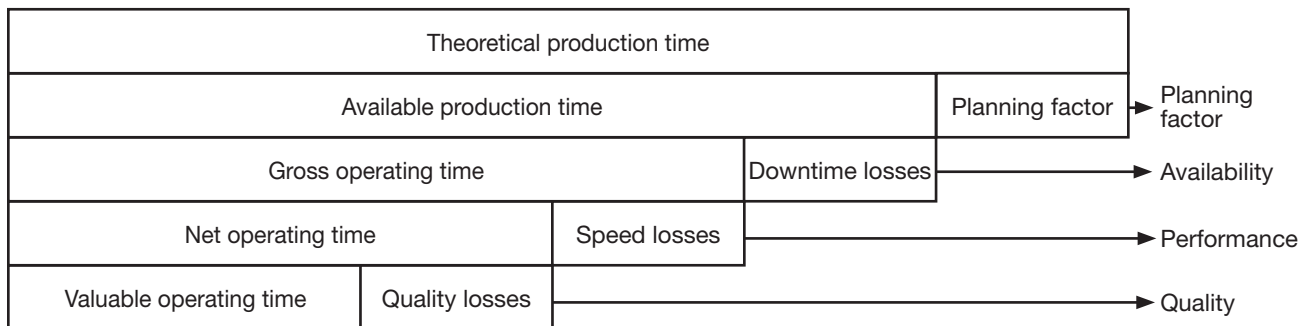 Theoretical production time
Available production time
Planning factor
Planning
factor
Gross operating time
Downtime losses
Availability
Net operating time
Speed losses
Performance
Valuable operating time
Quality losses
Quality